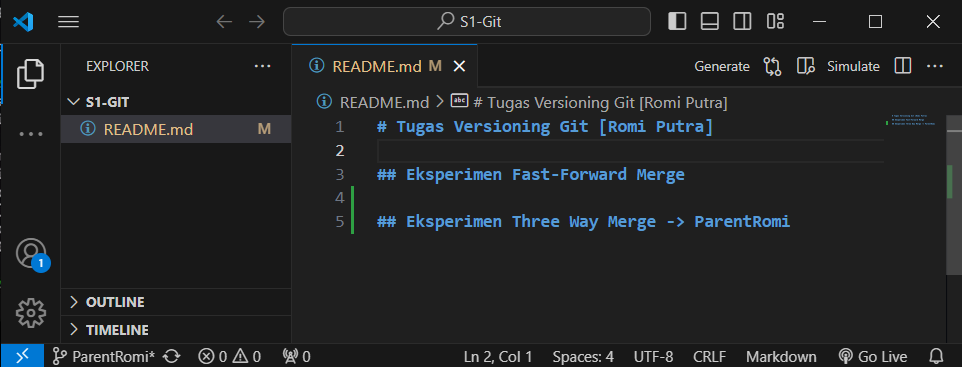 S1-Git
EXPLORER
README.md M
Generate
Simulate
S1-GIT
README.md M
README.md > # Tugas Versioning Git [Romi Putra]
1 # Tugas Versioning Git [Romi Putra]
2
3 ## Eksperimen Fast-Forward Merge
4
5 ## Eksperimen Three Way Merge -> ParentRomi
1
OUTLINE
TIMELINE
ParentRomi* 0 0 0 Ln 2, Col 1 Spaces: 4 UTF-8 CRLF Markdown Go Live